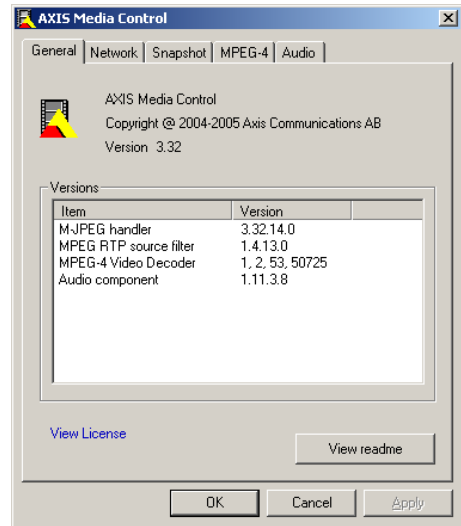 AXIS Media Control
General Network Snapshot MPEG-4 Audio
AXIS Media Control
Copyright @ 2004-2005 Axis Communications AB
Version 3.32
Versions
Item Version
M-JPEG handler 3.32.14.0
MPEG RTP source filter 1.4.13.0
MPEG-4 Video Decoder 1, 2, 53, 50725
Audio component 1.11.3.8
View License
View readme
OK Cancel Apply